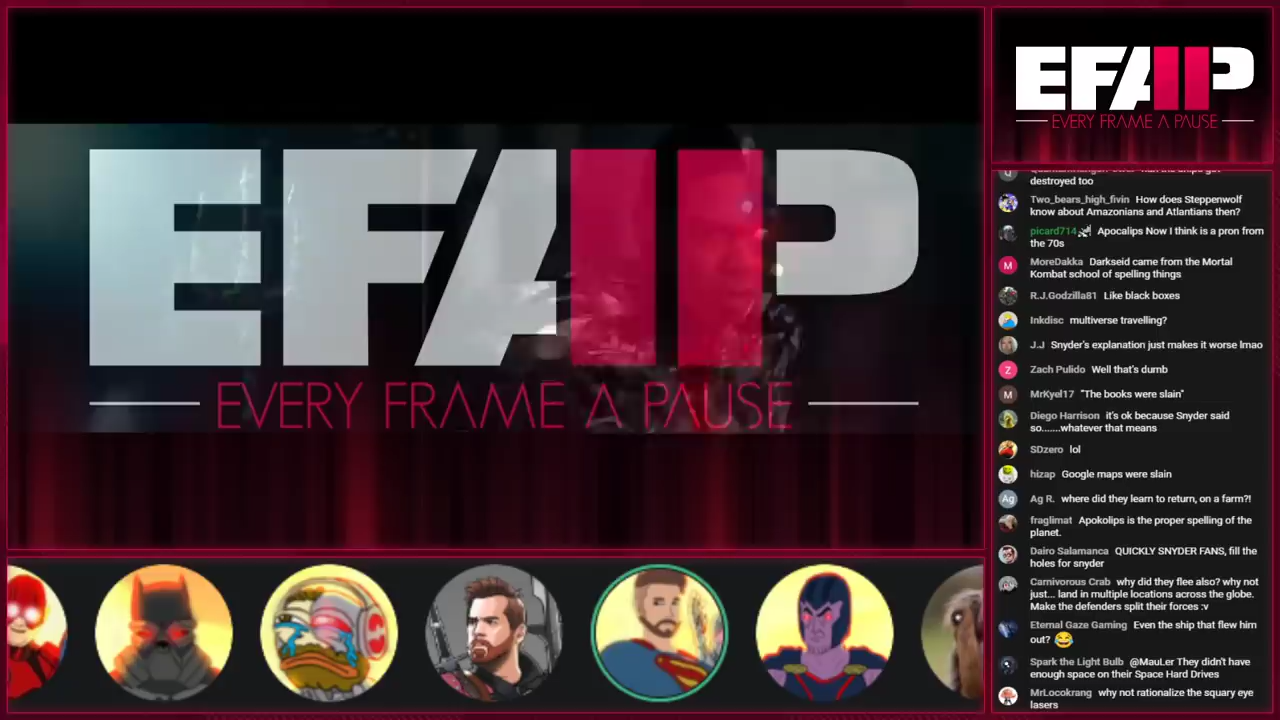 EFAP
EVERY FRAME A PAUSE
EFAP
EVERY FRAME A PAUSE
destroyed too
Two_bears_high_fivin How does Steppenwolf
know about Amazonians and Atlantians then?
picard714 Apocalips Now I think is a pron from
the 70s
M MoreDakka Darkseid came from the Mortal
Kombat school of spelling things
R.J.Godzilla81 Like black boxes
Inkdisc multiverse travelling?
J.J Snyder's explanation just makes it worse lmao
Z Zach Pulido Well that's dumb
M MrKyel17 "The books were slain"
Diego Harrison it's ok because Snyder said
so.......whatever that means
SDzero lol
hizap Google maps were slain
Ag Ag R. where did they learn to return, on a farm?!
fraglimat Apokolips is the proper spelling of the
planet.
Dairo Salamanca QUICKLY SNYDER FANS, fill the
holes for snyder
Carnivorous Crab why did they flee also? why not
just... land in multiple locations across the globe.
Make the defenders split their forces :v
Eternal Gaze Gaming Even the ship that flew him
out? 😂
Spark the Light Bulb @MauLer They didn't have
enough space on their Space Hard Drives
MrLocokrang why not rationalize the squary eye
lasers